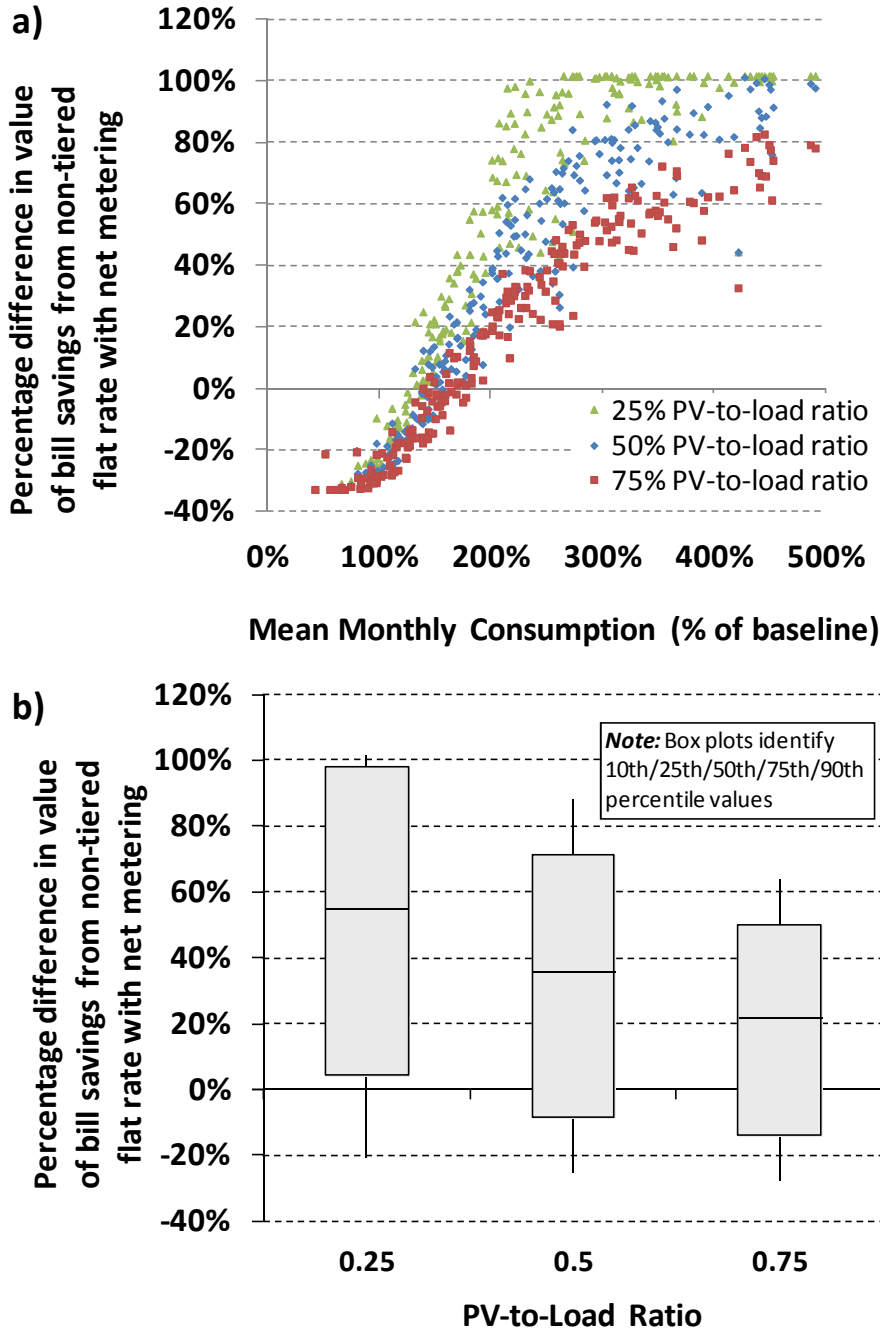 a)
Percentage difference in value
of bill savings from non-tiered
flat rate with net metering
120%
100%
80%
60%
40%
20%
0%
-20%
-40%
25% PV-to-load ratio
50% PV-to-load ratio
75% PV-to-load ratio
0%
100%
200%
300%
400%
500%
Mean Monthly Consumption (% of baseline)
b)
Percentage difference in value
of bill savings from non-tiered
flat rate with net metering
120%
100%
80%
60%
40%
20%
0%
-20%
-40%
Note: Box plots identify
10th/25th/50th/75th/90th
percentile values
0.25
0.5
0.75
PV-to-Load Ratio